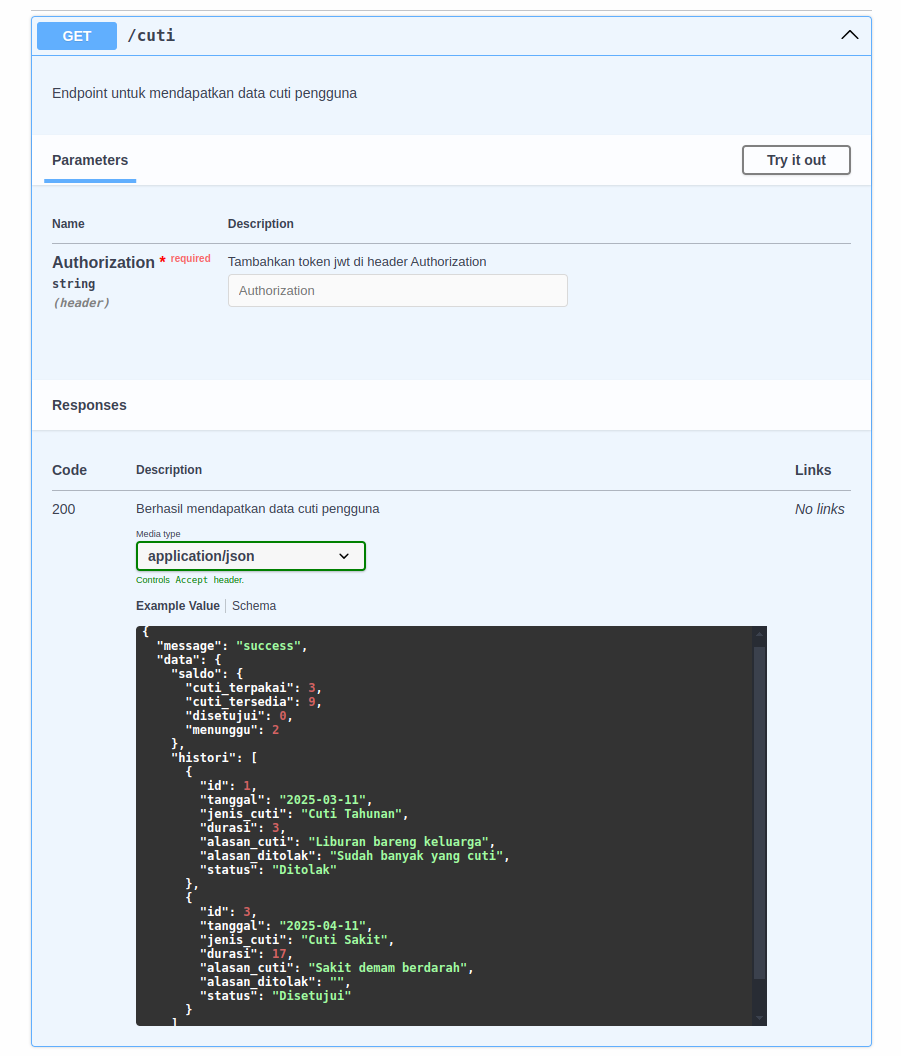 GET /cuti
Endpoint untuk mendapatkan data cuti pengguna
Parameters
Try it out
Name Description
Authorization * required
string
(header)
Tambahkan token jwt di header Authorization
Authorization
Responses
Code Description Links
200 Berhasil mendapatkan data cuti pengguna No links
Media type
application/json
Controls Accept header.
Example Value Schema
{
  "message": "success",
  "data": {
    "saldo": {
      "cuti_terpakai": 3,
      "cuti_tersedia": 9,
      "disetujui": 0,
      "menunggu": 2
    },
    "histori": [
      {
        "id": 1,
        "tanggal": "2025-03-11",
        "jenis_cuti": "Cuti Tahunan",
        "durasi": 3,
        "alasan_cuti": "Liburan bareng keluarga",
        "alasan_ditolak": "Sudah banyak yang cuti",
        "status": "Ditolak"
      },
      {
        "id": 3,
        "tanggal": "2025-04-11",
        "jenis_cuti": "Cuti Sakit",
        "durasi": 17,
        "alasan_cuti": "Sakit demam berdarah",
        "alasan_ditolak": "",
        "status": "Disetujui"
      }
    ]